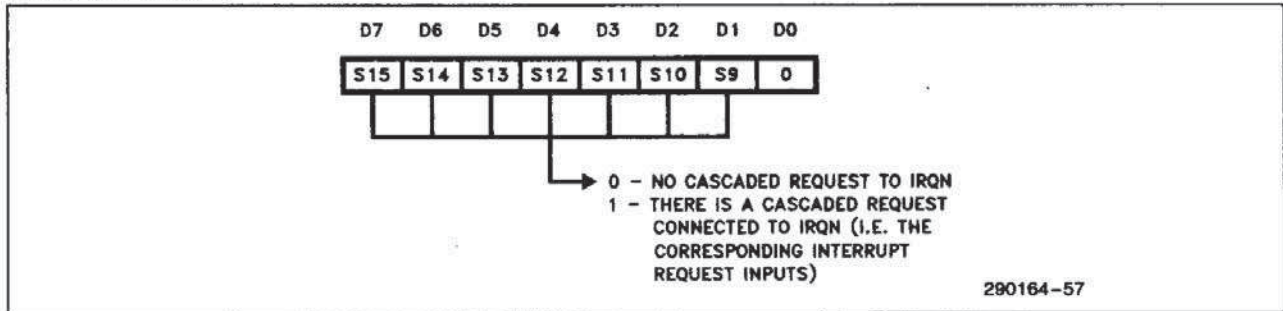 D7 D6 D5 D4 D3 D2 D1 D0
S15 S14 S13 S12 S11 S10 S9 0
0 - NO CASCADED REQUEST TO IRQN
1 - THERE IS A CASCADED REQUEST
CONNECTED TO IRQN (I.E. THE
CORRESPONDING INTERRUPT
REQUEST INPUTS)
290164-57